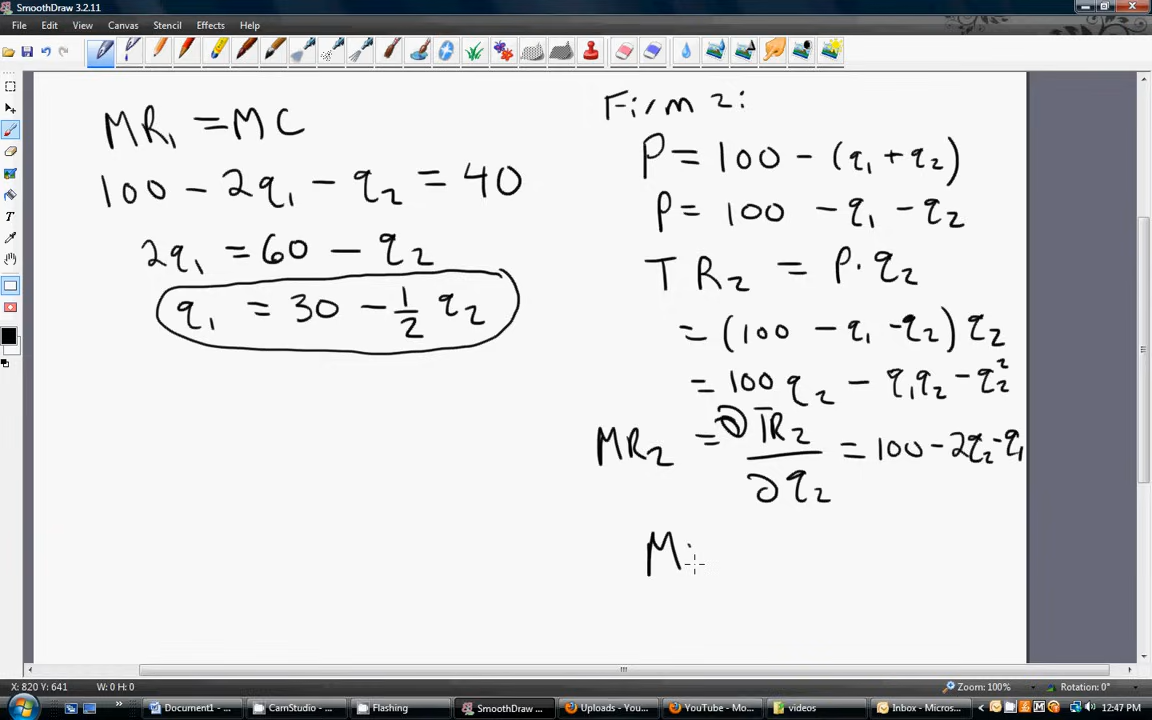 SmoothDraw 3.2.11
File Edit View Canvas Stencil Effects Help
MR₁ = MC
100 - 2q₁ - q₂ = 40
2q₁ = 60 - q₂
q₁ = 30 - 1/2 q₂
Firm 2:
P = 100 - (q₁ + q₂)
P = 100 - q₁ - q₂
TR₂ = P · q₂
= (100 - q₁ - q₂) q₂
= 100 q₂ - q₁q₂ - q₂²
MR₂ = ∂TR₂ / ∂q₂ = 100 - 2q₂ - q₁
M
X: 820 Y: 641 W: 0 H: 0 Zoom: 100% Rotation: 0°
Document1 - ... CamStudio - ... Flashing SmoothDraw ... Uploads - You... YouTube - Mo... videos Inbox - Micros... 12:47 PM